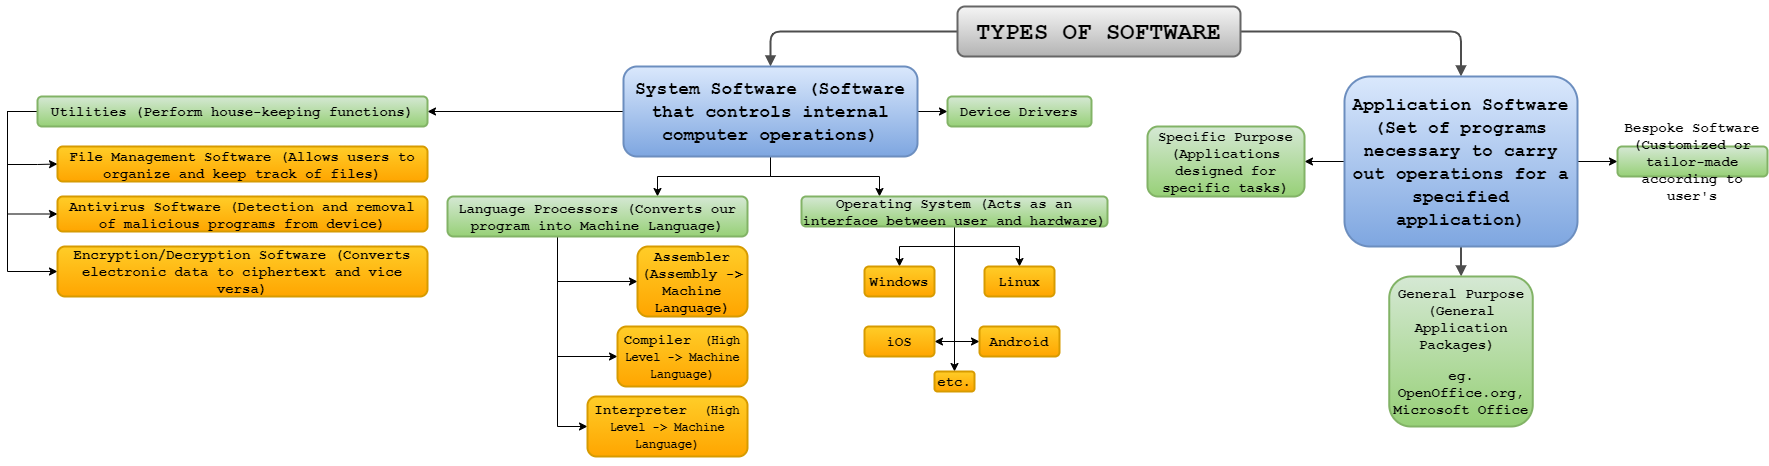 TYPES OF SOFTWARE
System Software (Software
that controls internal
computer operations)
Utilities (Perform house-keeping functions)
File Management Software (Allows users to
organize and keep track of files)
Antivirus Software (Detection and removal
of malicious programs from device)
Encryption/Decryption Software (Converts
electronic data to ciphertext and vice
versa)
Device Drivers
Language Processors (Converts our
program into Machine Language)
Assembler
(Assembly ->
Machine
Language)
Compiler (High
Level -> Machine
Language)
Interpreter (High
Level -> Machine
Language)
Operating System (Acts as an
interface between user and hardware)
Windows
Linux
iOS
Android
etc.
Application Software
(Set of programs
necessary to carry
out operations for a
specified
application)
Specific Purpose
(Applications
designed for
specific tasks)
Bespoke Software
(Customized or
tailor-made
according to
user's
General Purpose
(General
Application
Packages)
eg.
OpenOffice.org,
Microsoft Office